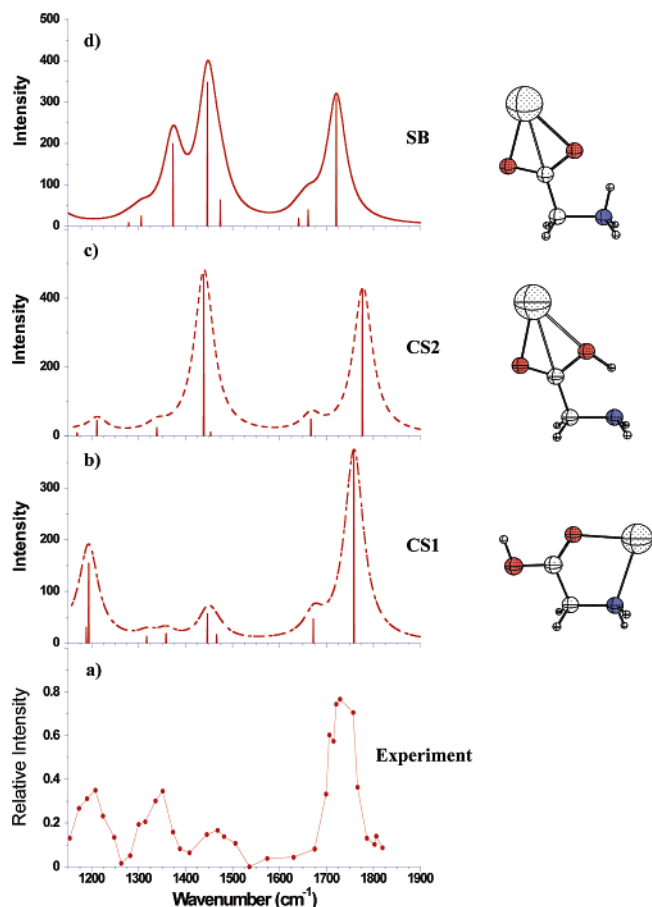 500
d)
400
300
200
100
0
Intensity
SB
c)
400
200
0
Intensity
CS2
b)
300
200
100
0
Intensity
CS1
a)
0.8
0.6
0.4
0.2
0.0
Relative Intensity
Experiment
1200 1300 1400 1500 1600 1700 1800 1900
Wavenumber (cm⁻¹)